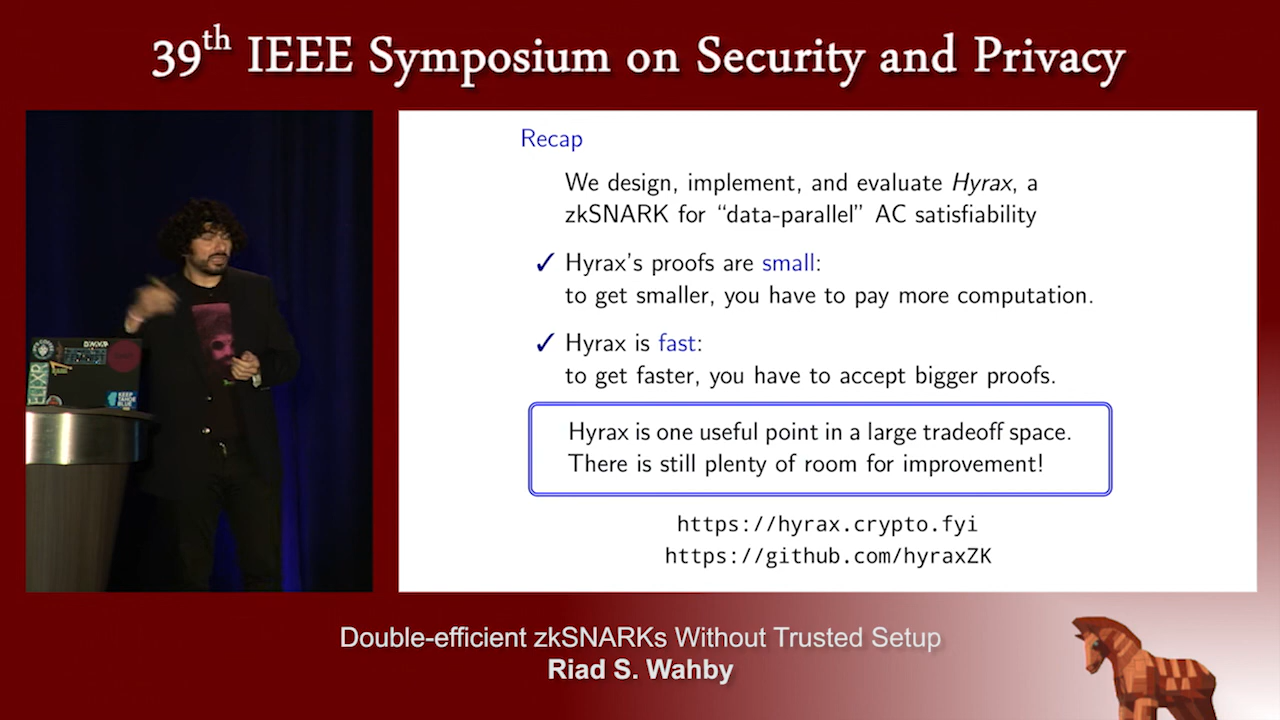 39th IEEE Symposium on Security and Privacy
Recap
We design, implement, and evaluate Hyrax, a
zkSNARK for “data-parallel” AC satisfiability
✓ Hyrax’s proofs are small:
to get smaller, you have to pay more computation.
✓ Hyrax is fast:
to get faster, you have to accept bigger proofs.
Hyrax is one useful point in a large tradeoff space.
There is still plenty of room for improvement!
https://hyrax.crypto.fyi
https://github.com/hyraxZK
KEEP
TAHOE
BLUE
Double-efficient zkSNARKs Without Trusted Setup
Riad S. Wahby